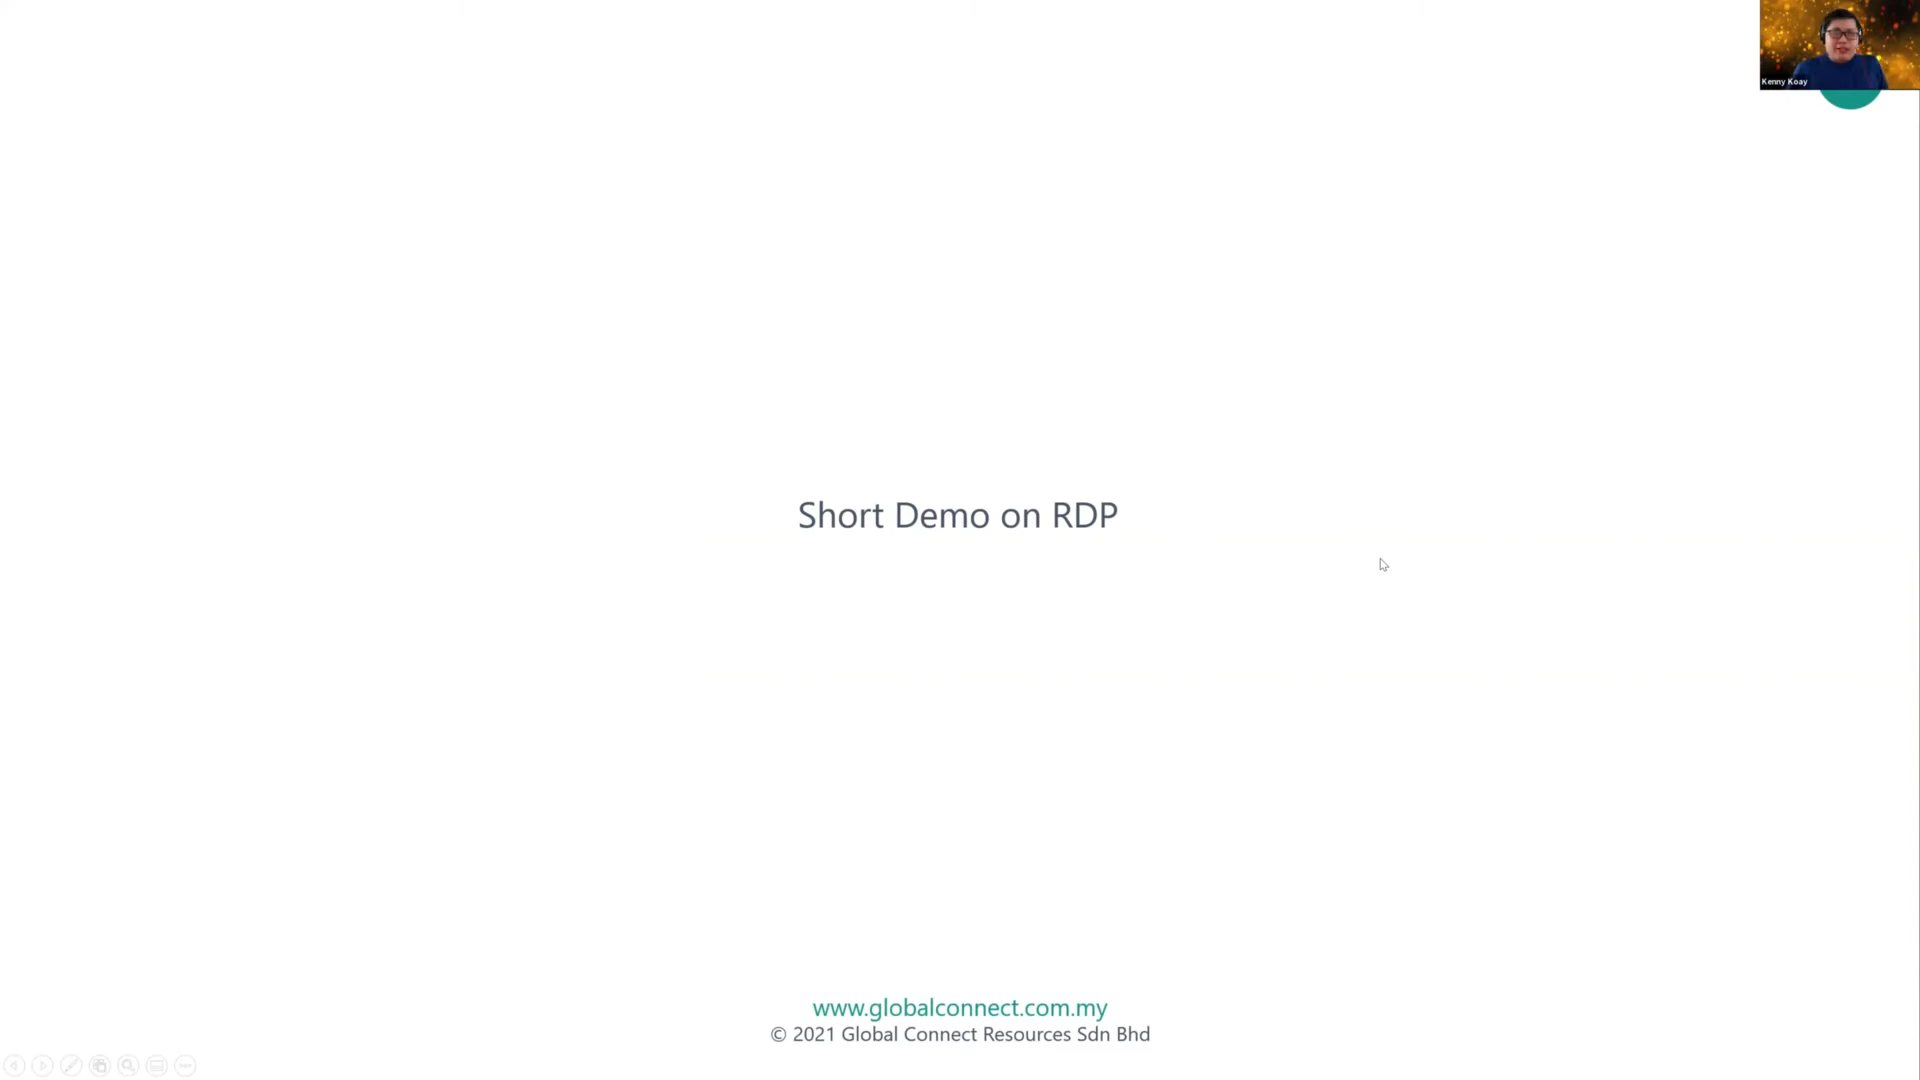 Kenny Koay
Short Demo on RDP
www.globalconnect.com.my
© 2021 Global Connect Resources Sdn Bhd